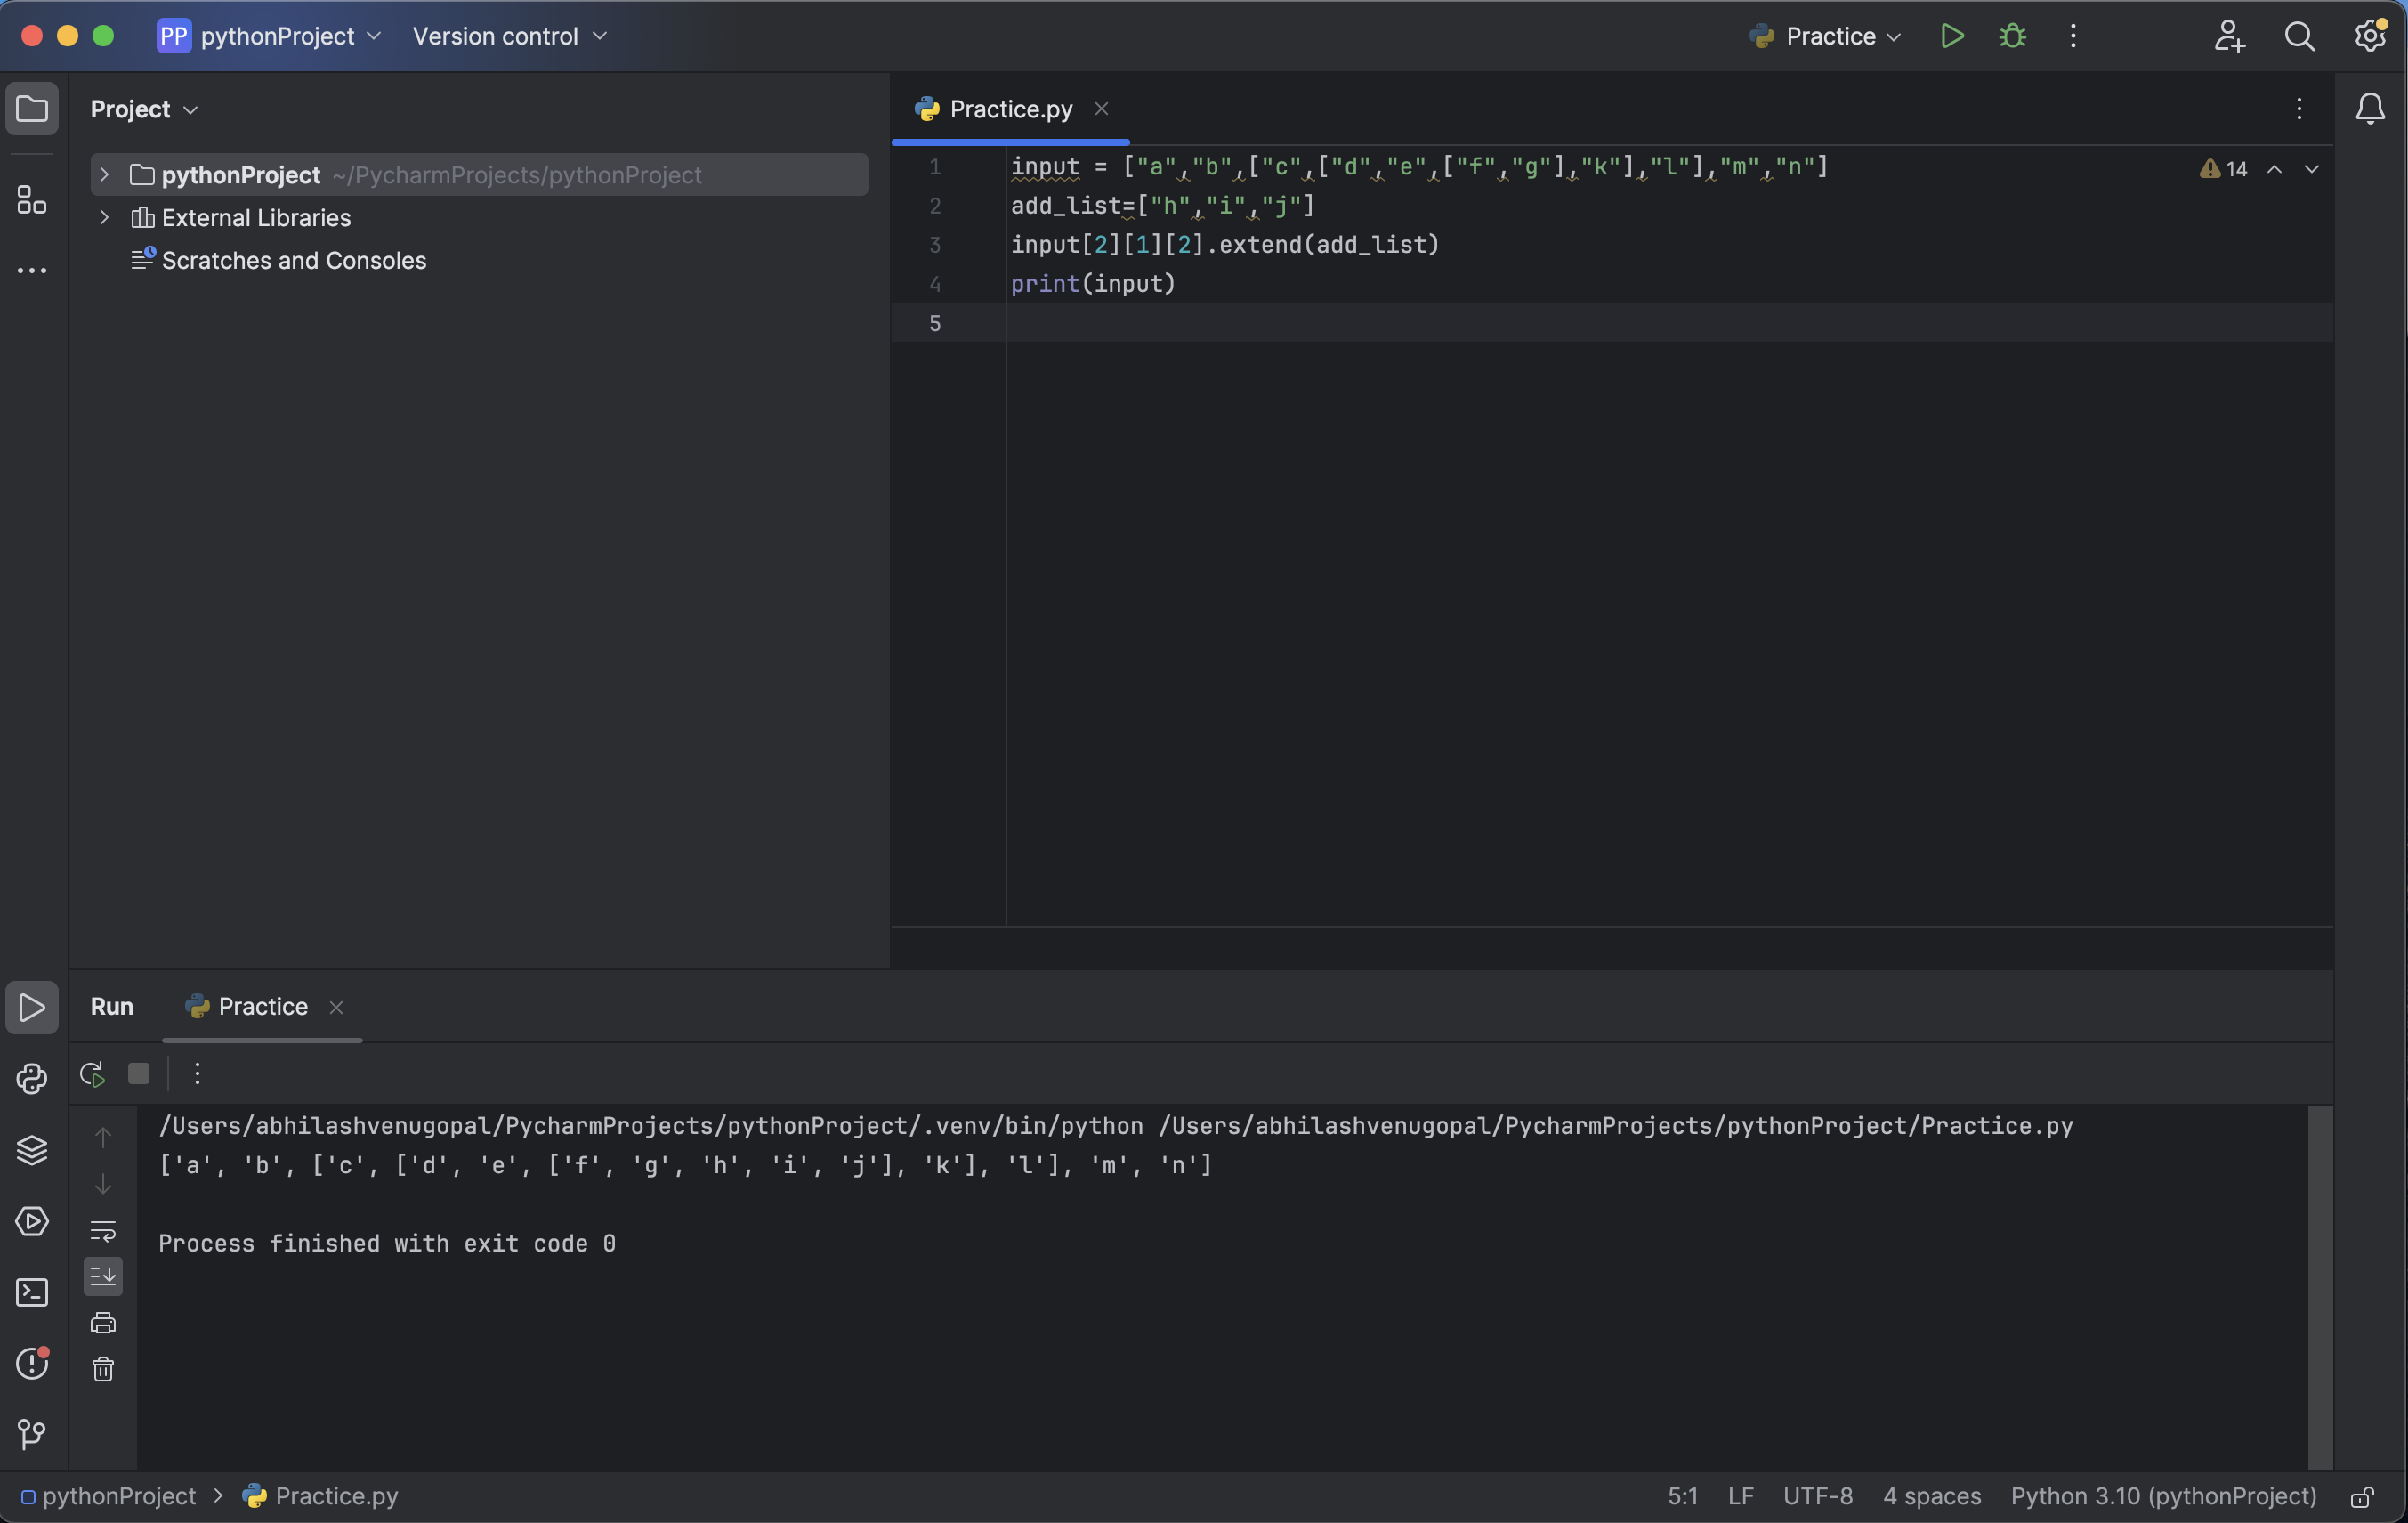 PP pythonProject Version control Practice
Project
pythonProject ~/PycharmProjects/pythonProject
External Libraries
Scratches and Consoles
Practice.py
1 input = ["a","b",["c",["d","e",["f","g"],"k"],"l"],"m","n"]
14
2 add_list=["h","i","j"]
3 input[2][1][2].extend(add_list)
4 print(input)
5
Run Practice
/Users/abhilashvenugopal/PycharmProjects/pythonProject/.venv/bin/python /Users/abhilashvenugopal/PycharmProjects/pythonProject/Practice.py
['a', 'b', ['c', ['d', 'e', ['f', 'g', 'h', 'i', 'j'], 'k'], 'l'], 'm', 'n']
Process finished with exit code 0
pythonProject > Practice.py 5:1 LF UTF-8 4 spaces Python 3.10 (pythonProject)